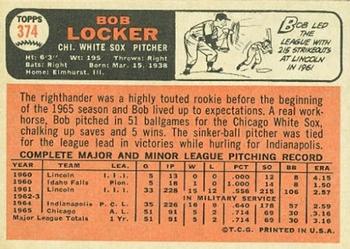 TOPPS
374
BOB
LOCKER
CHI. WHITE SOX PITCHER
Ht: 6'3" Wt: 195 Throws: Right
Bats: Right Born: Mar. 15, 1938
Home: Elmhurst, Ill.
BOB LED
THE LEAGUE
WITH
215 STRIKEOUTS
AT LINCOLN
IN 1961
The righthander was a highly touted rookie before the beginning
of the 1965 season and Bob lived up to expectations. A real work
horse, Bob pitched in 51 ballgames for the Chicago White Sox,
chalking up saves and 5 wins. The sinker-ball pitcher was tied
for the league lead in victories while hurling for Indianapolis.
COMPLETE MAJOR AND MINOR LEAGUE PITCHING RECORD
YEAR TEAM G IP W L PCT. SO BB ERA
1960 Lincoln
1960 Idaho Falls
1961 Lincoln 33 228 .556 215 106 2.57
1962-3 IN MILITARY SERVICE
1964 Indianapolis
1965 Chicago A.L. 51 91 5 2 .714 69 30 3.16
Major League Totals 1 Yr. 51 91 5 2 .714 69 30 3.16
©T.C.G. PRINTED IN U.S.A.